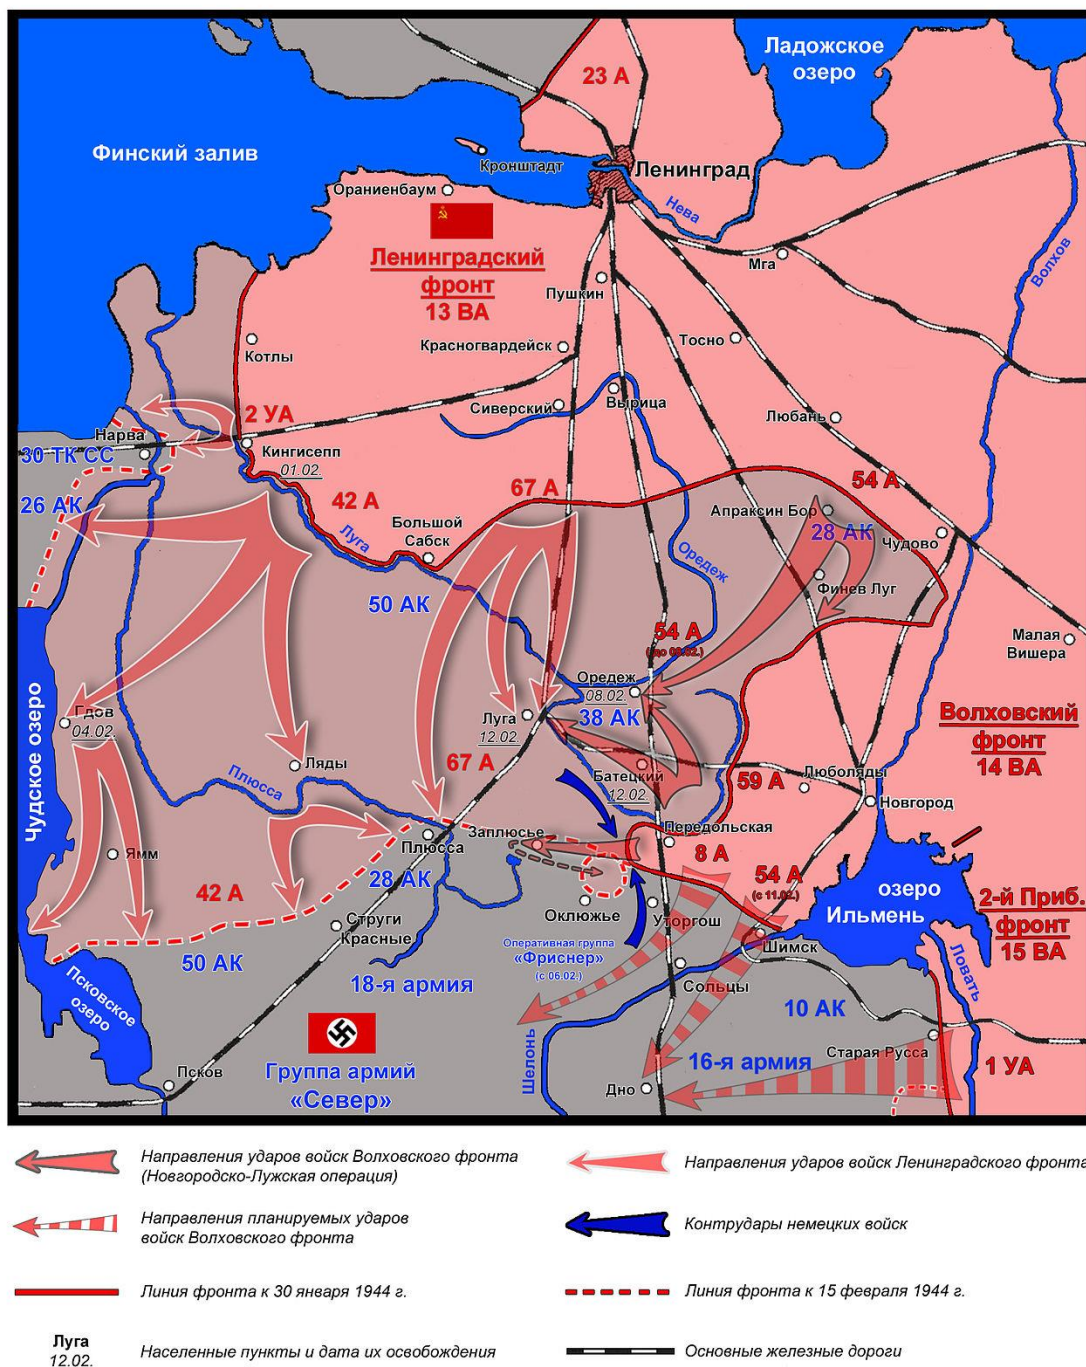 Ладожское
озеро
23 А
Финский залив
Кронштадт
Ленинград
Ораниенбаум
Нева
Волхов
Ленинградский
фронт
13 ВА
Мга
Пушкин
Котлы
Красногвардейск
Тосно
Сиверский
Вырица
Любань
2 УА
Нарва
30 ТК СС
Кингисепп
01.02.
26 АК
42 А
67 А
54 А
Большой
Сабск
Луга
Апраксин Бор
28 АК
Чудово
Оредеж
Финев Луг
50 АК
54 А
(до 08.02.)
Малая
Вишера
Оредеж
08.02.
38 АК
Чудское озеро
Гдов
04.02.
Луга
12.02.
Волховский
фронт
14 ВА
Ляды
67 А
Батецкий
12.02.
59 А
Люболяды
Новгород
Плюсса
Заплюсье
Передольская
Плюсса
8 А
Ямм
28 АК
54 А
(с 11.02.)
озеро
Ильмень
2-й Приб.
фронт
15 ВА
42 А
Оклюжье
Уторгош
Струги
Красные
Шимск
50 АК
Оперативная группа
«Фриснер»
(с 06.02.)
18-я армия
Сольцы
Ловать
Псковское
озеро
10 АК
Старая Русса
Псков
Группа армий
«Север»
Шелонь
16-я армия
Дно
1 УА
Направления ударов войск Волховского фронта
(Новгородско-Лужская операция)
Направления ударов войск Ленинградского фронта
Направления планируемых ударов
войск Волховского фронта
Контрудары немецких войск
Линия фронта к 30 января 1944 г.
Линия фронта к 15 февраля 1944 г.
Луга
12.02.
Населенные пункты и дата их освобождения
Основные железные дороги